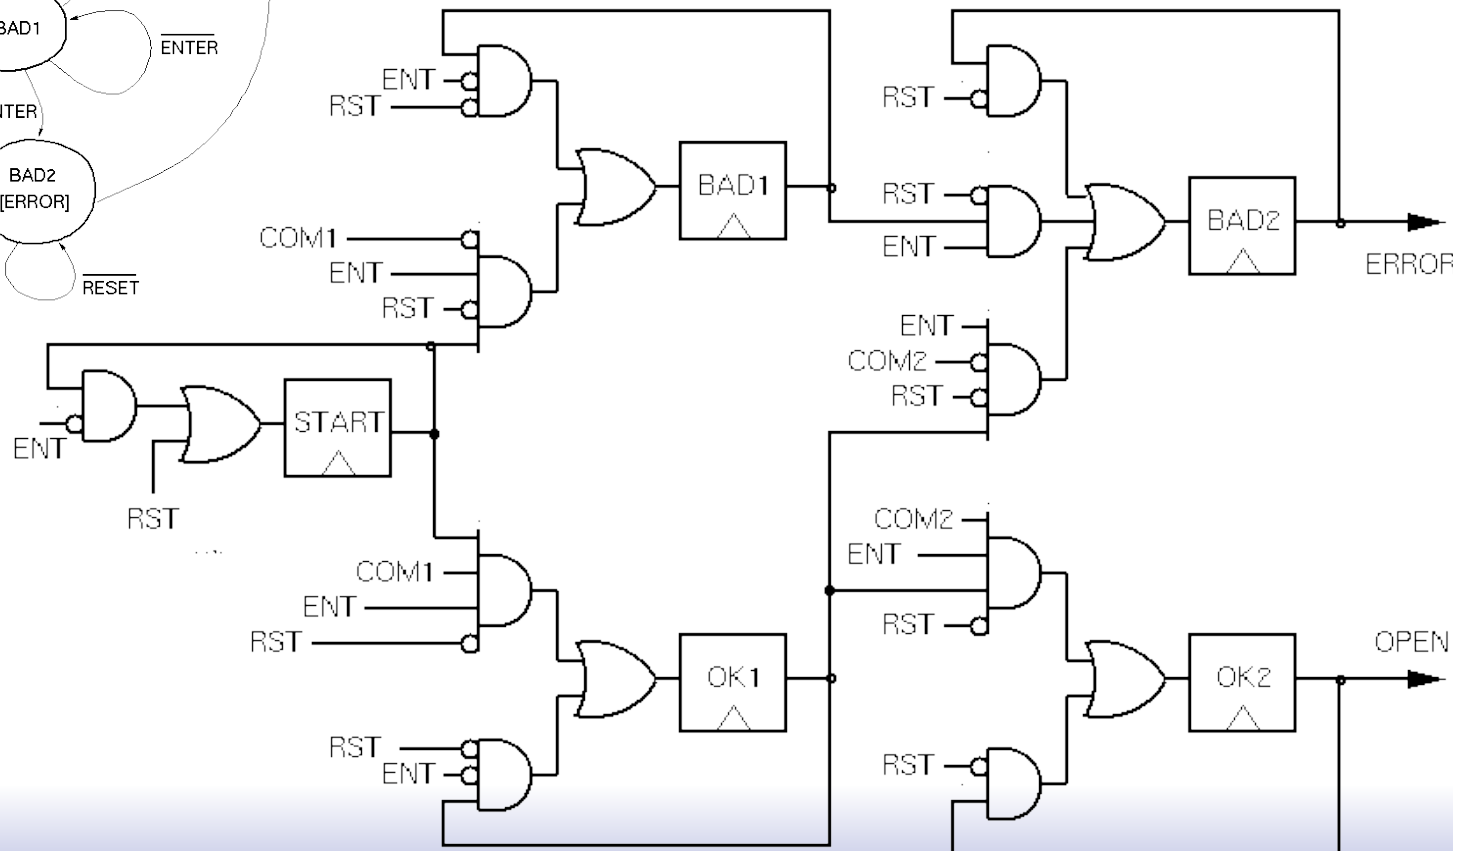 BAD1
ENTER
NTER
BAD2
[ERROR]
RESET
ENT
RST
BAD1
COM1
ENT
RST
ENT
RST
START
COM1
ENT
RST
OK1
RST
ENT
RST
RST
ENT
BAD2
ERROR
ENT
COM2
RST
COM2
ENT
RST
OK2
OPEN
RST